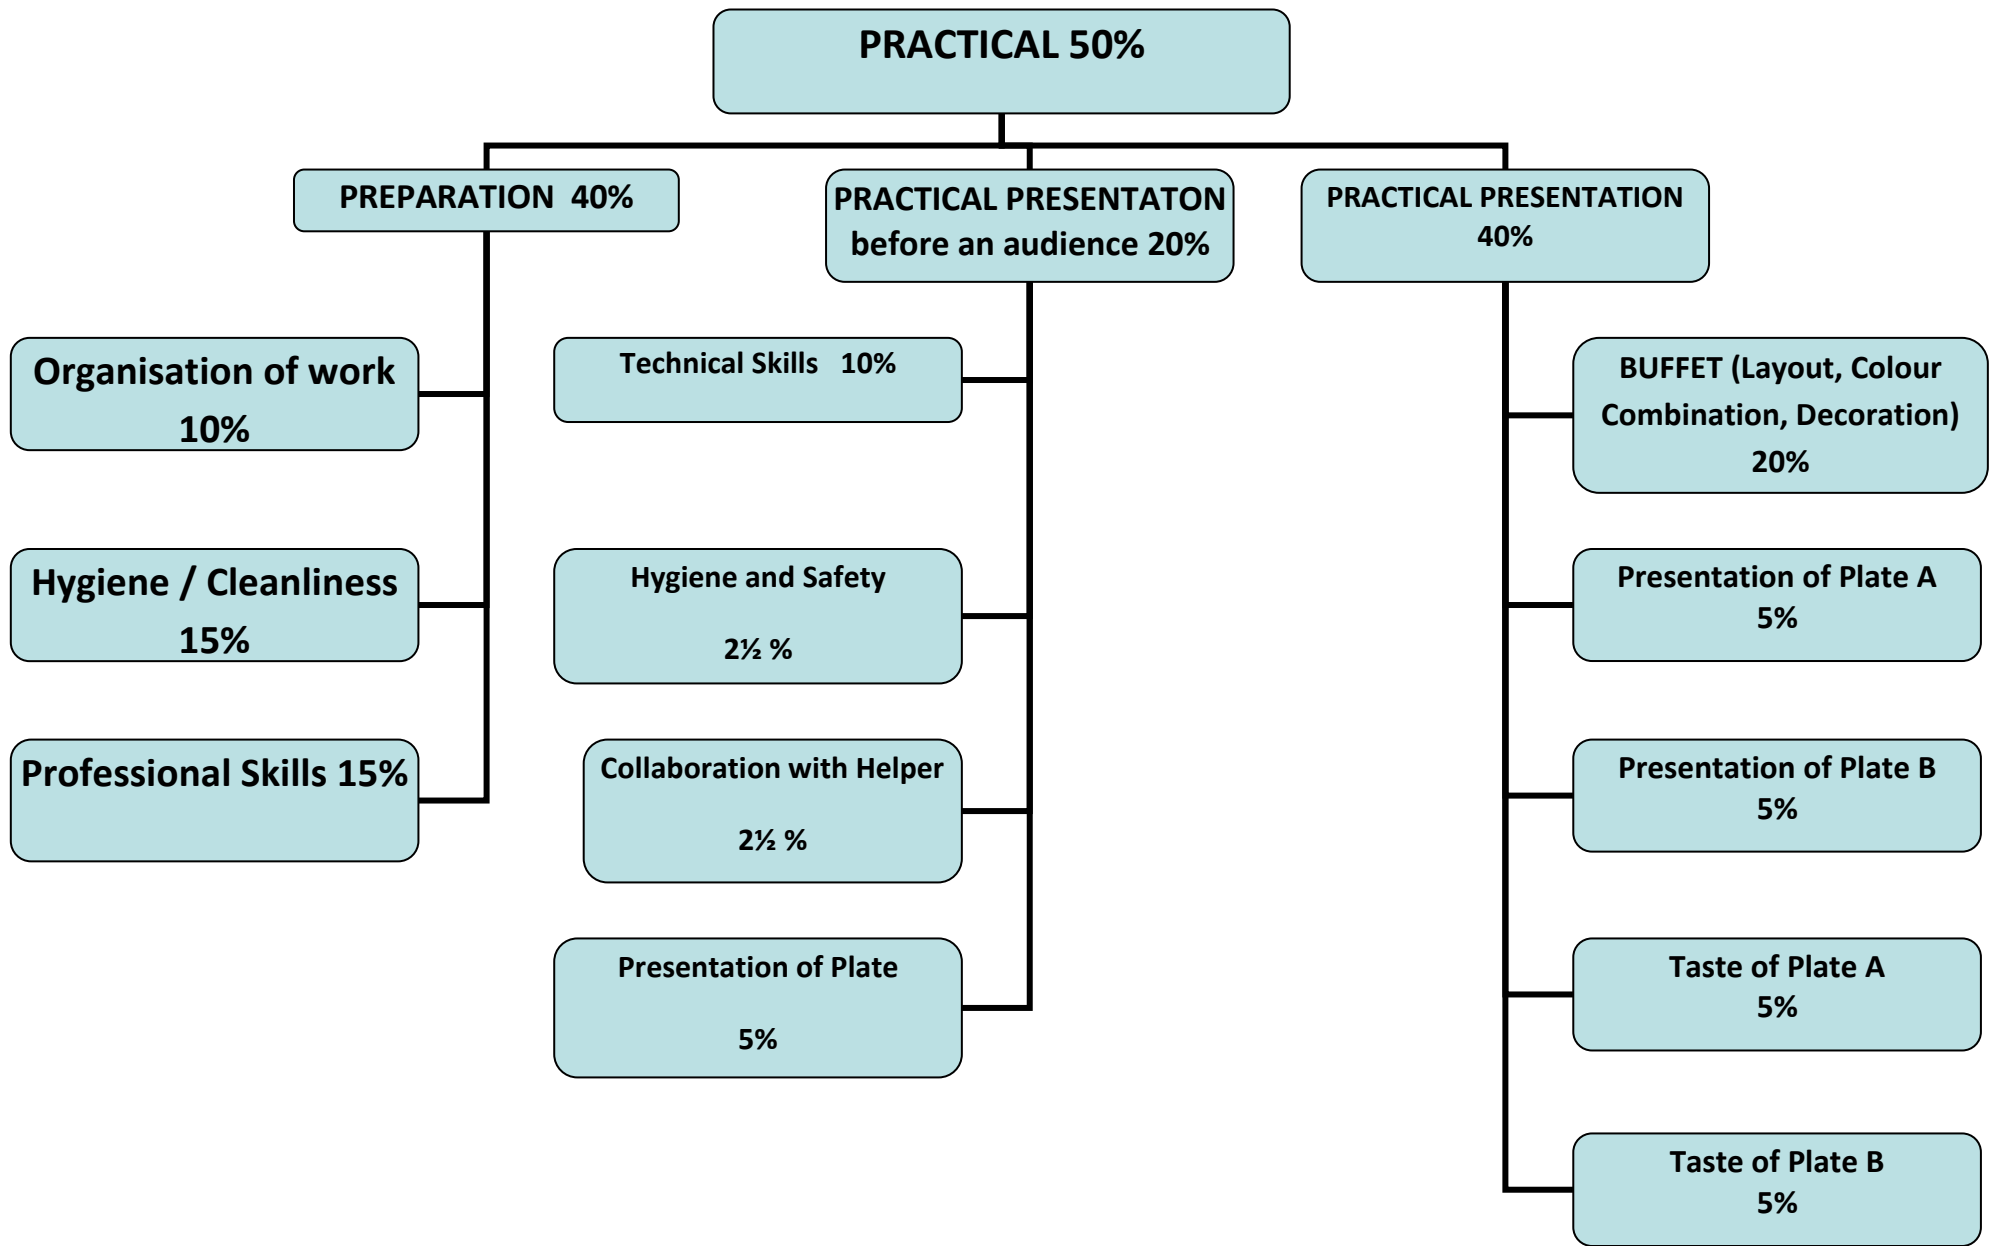 PRACTICAL 50%
PREPARATION 40%
PRACTICAL PRESENTATON
before an audience 20%
PRACTICAL PRESENTATION
40%
Organisation of work
10%
Hygiene / Cleanliness
15%
Professional Skills 15%
Technical Skills 10%
Hygiene and Safety
2½ %
Collaboration with Helper
2½ %
Presentation of Plate
5%
BUFFET (Layout, Colour
Combination, Decoration)
20%
Presentation of Plate A
5%
Presentation of Plate B
5%
Taste of Plate A
5%
Taste of Plate B
5%